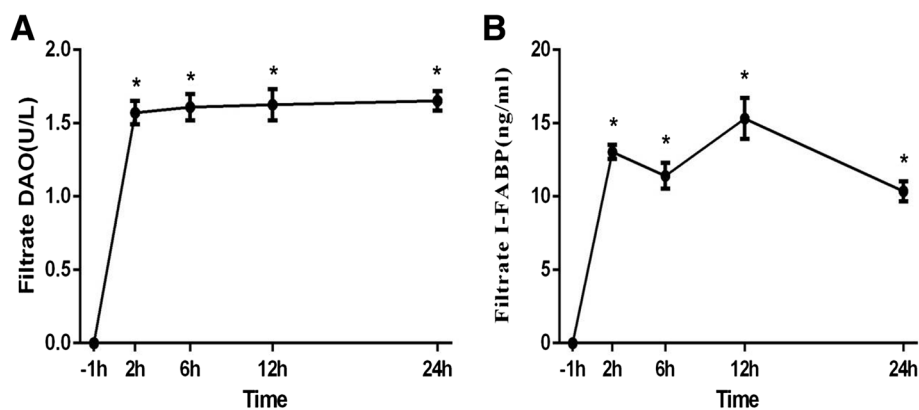 A
Filtrate DAO(U/L)
2.0
1.5
1.0
0.5
0.0
* * * *
-1h 2h 6h 12h 24h
Time
B
Filtrate I-FABP(ng/ml)
20
15
10
5
0
* * * *
-1h 2h 6h 12h 24h
Time